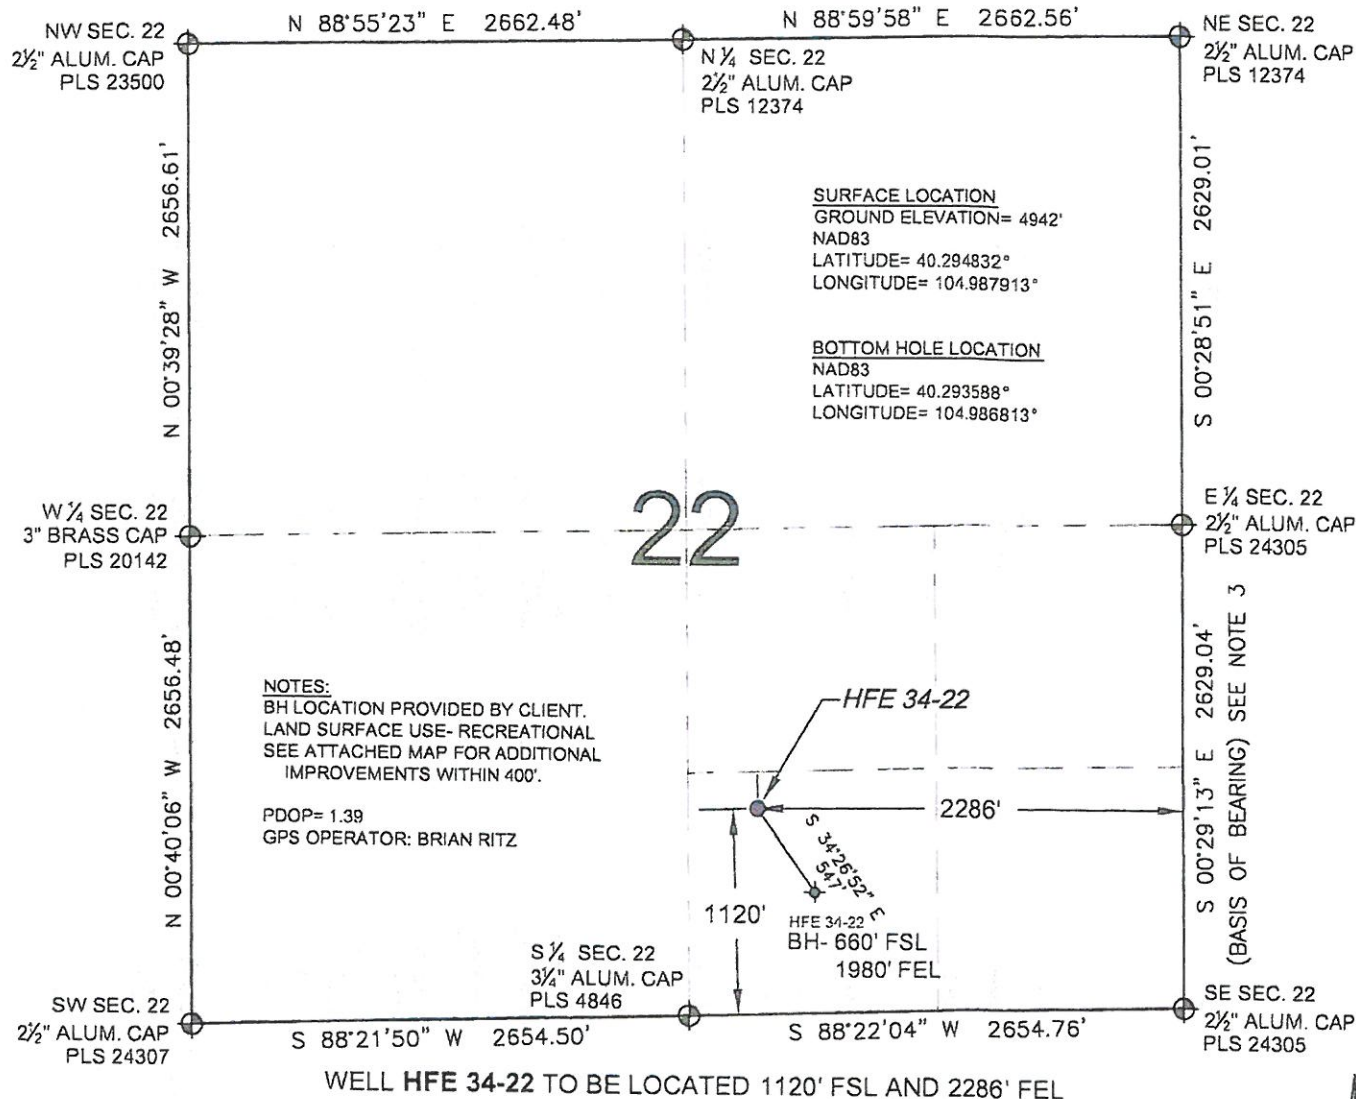 N 88°55'23" E 2662.48'
N 88°59'58" E 2662.56'
NW SEC. 22
2½" ALUM. CAP
PLS 23500
N ¼ SEC. 22
2½" ALUM. CAP
PLS 12374
NE SEC. 22
2½" ALUM. CAP
PLS 12374
N 00°39'28" W 2656.61'
SURFACE LOCATION
GROUND ELEVATION= 4942'
NAD83
LATITUDE= 40.294832°
LONGITUDE= 104.987913°
BOTTOM HOLE LOCATION
NAD83
LATITUDE= 40.293588°
LONGITUDE= 104.986813°
S 00°28'51" E 2629.01'
W ¼ SEC. 22
3" BRASS CAP
PLS 20142
22
E ¼ SEC. 22
2½" ALUM. CAP
PLS 24305
N 00°40'06" W 2656.48'
NOTES:
BH LOCATION PROVIDED BY CLIENT.
LAND SURFACE USE- RECREATIONAL
SEE ATTACHED MAP FOR ADDITIONAL
IMPROVEMENTS WITHIN 400'.
PDOP= 1.39
GPS OPERATOR: BRIAN RITZ
HFE 34-22
2286'
S 34°26'52" E
547'
1120'
HFE 34-22
BH- 660' FSL
1980' FEL
S 00°29'13" E 2629.04'
(BASIS OF BEARING) SEE NOTE 3
SW SEC. 22
2½" ALUM. CAP
PLS 24307
S ¼ SEC. 22
3¼" ALUM. CAP
PLS 4846
SE SEC. 22
2½" ALUM. CAP
PLS 24305
S 88°21'50" W 2654.50'
S 88°22'04" W 2654.76'
WELL HFE 34-22 TO BE LOCATED 1120' FSL AND 2286' FEL